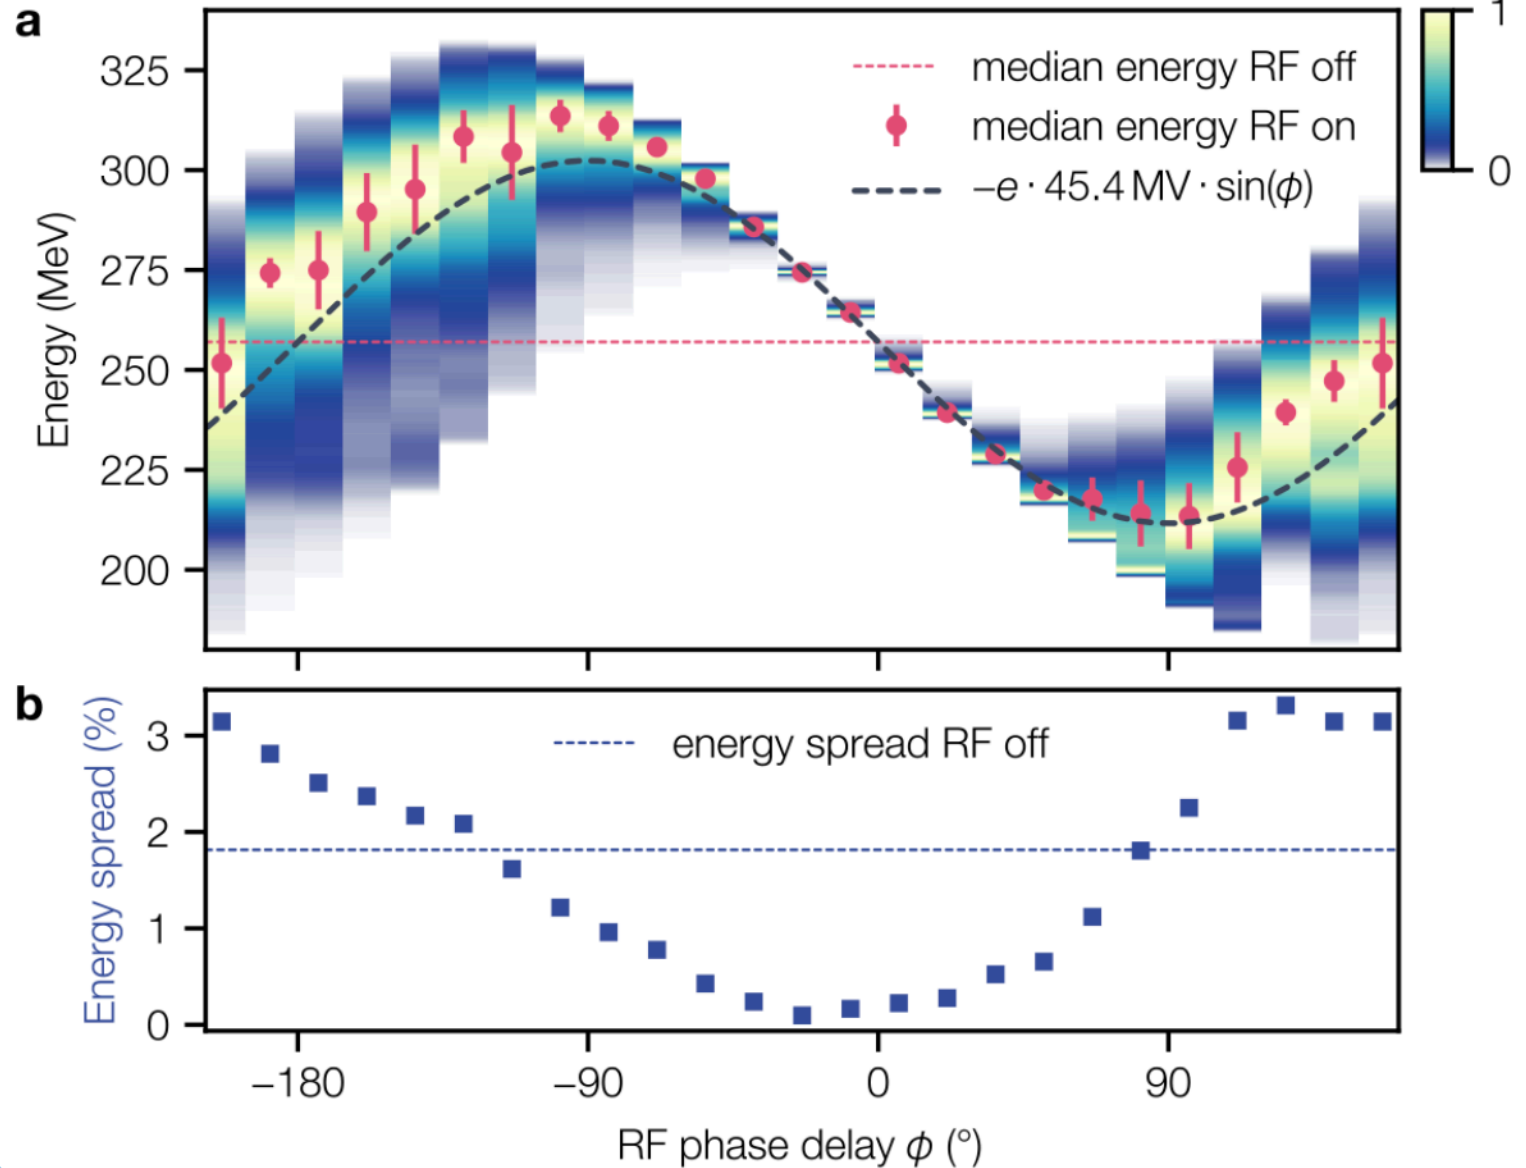 a
1
0
325
300
275
250
225
200
Energy (MeV)
median energy RF off
median energy RF on
−e · 45.4 MV · sin(ϕ)
b
3
2
1
0
Energy spread (%)
energy spread RF off
−180
−90
0
90
RF phase delay ϕ (°)